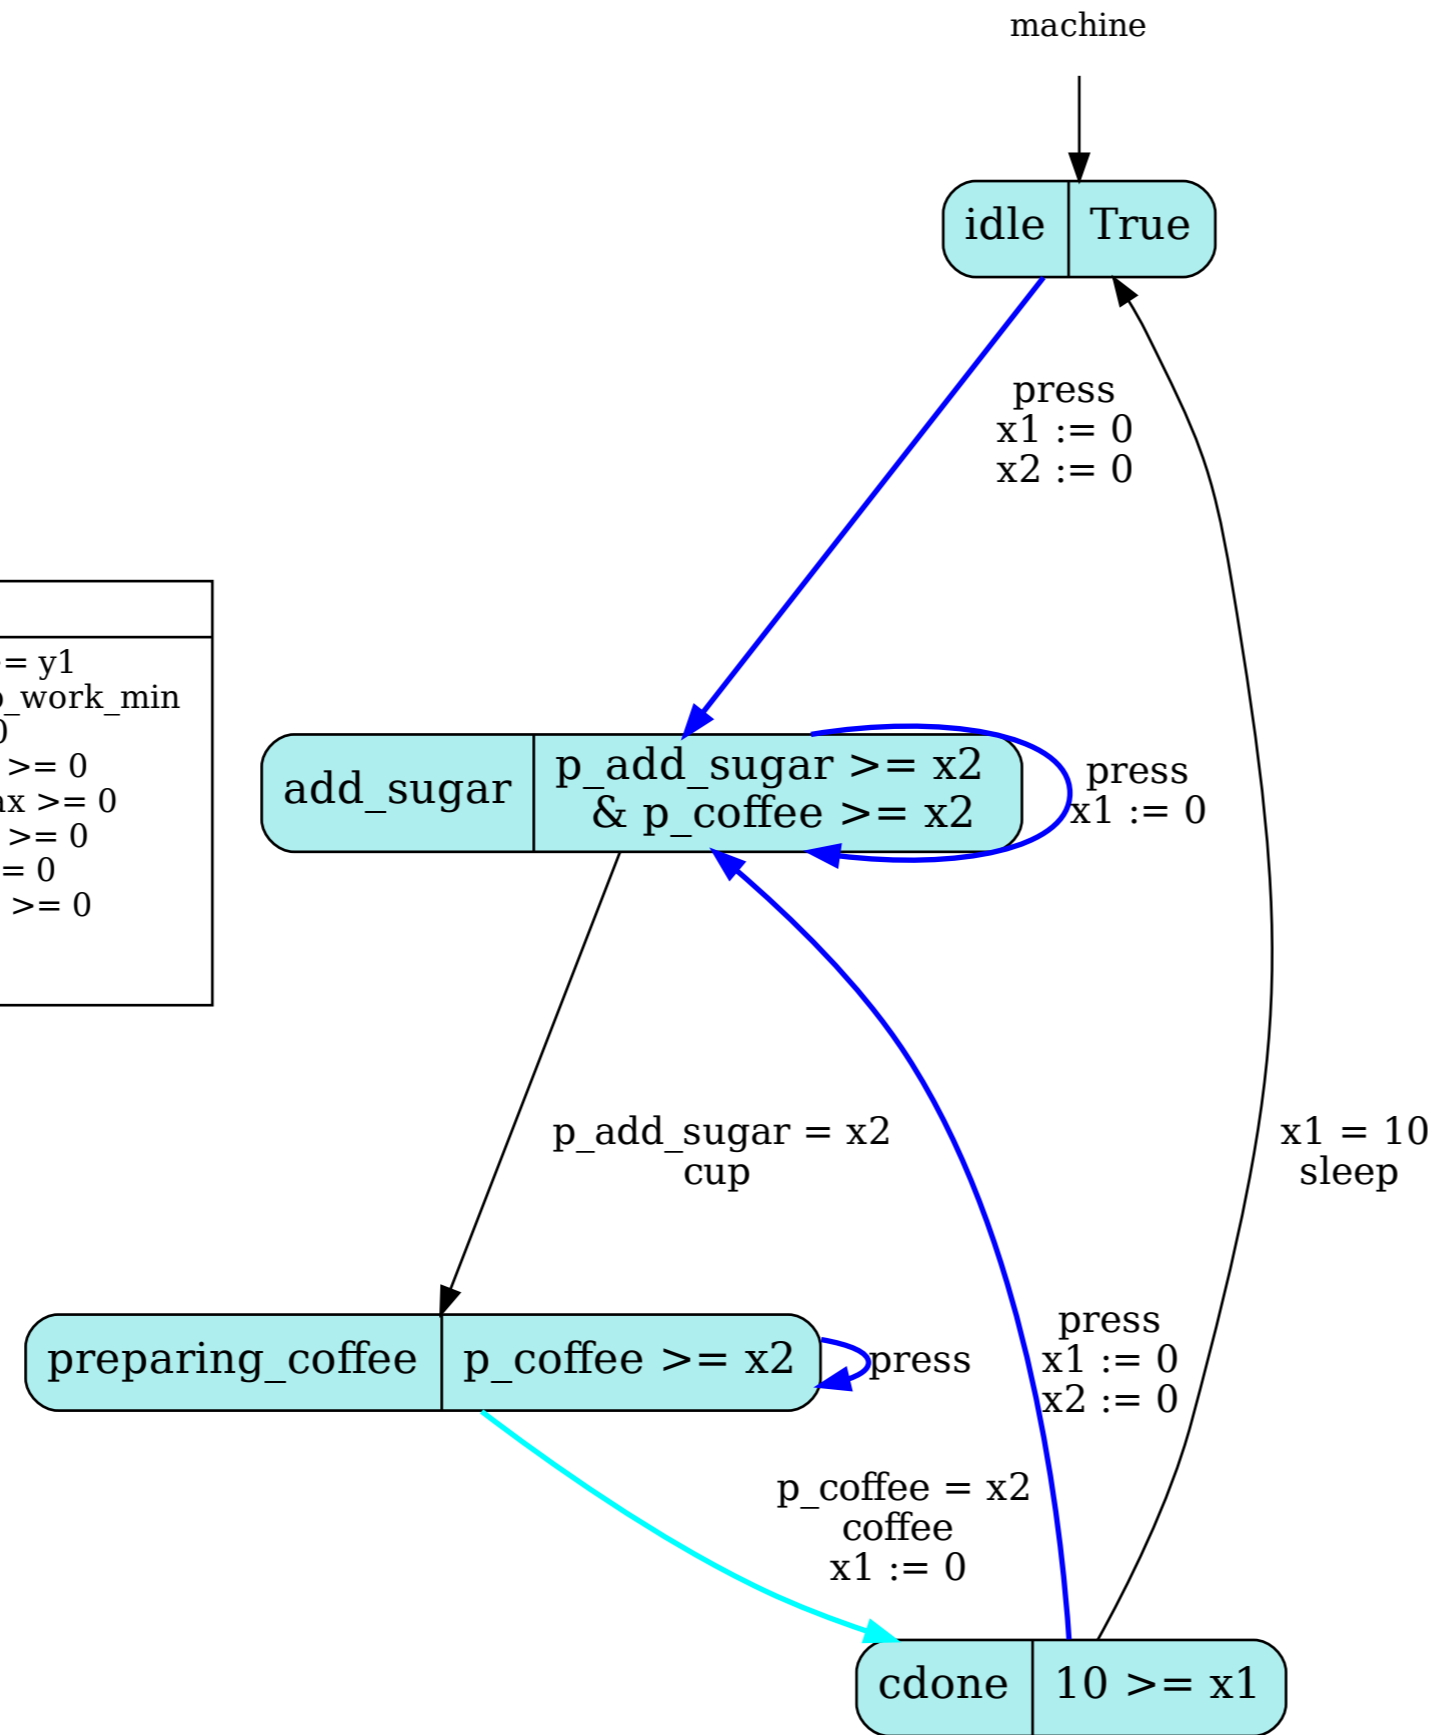 machine
idle
True
press
x1 := 0
x2 := 0
= y1
_work_min
>= 0
x >= 0
>= 0
= 0
>= 0
add_sugar
p_add_sugar >= x2
& p_coffee >= x2
press
x1 := 0
p_add_sugar = x2
cup
x1 = 10
sleep
preparing_coffee
p_coffee >= x2
press
press
x1 := 0
x2 := 0
p_coffee = x2
coffee
x1 := 0
cdone
10 >= x1